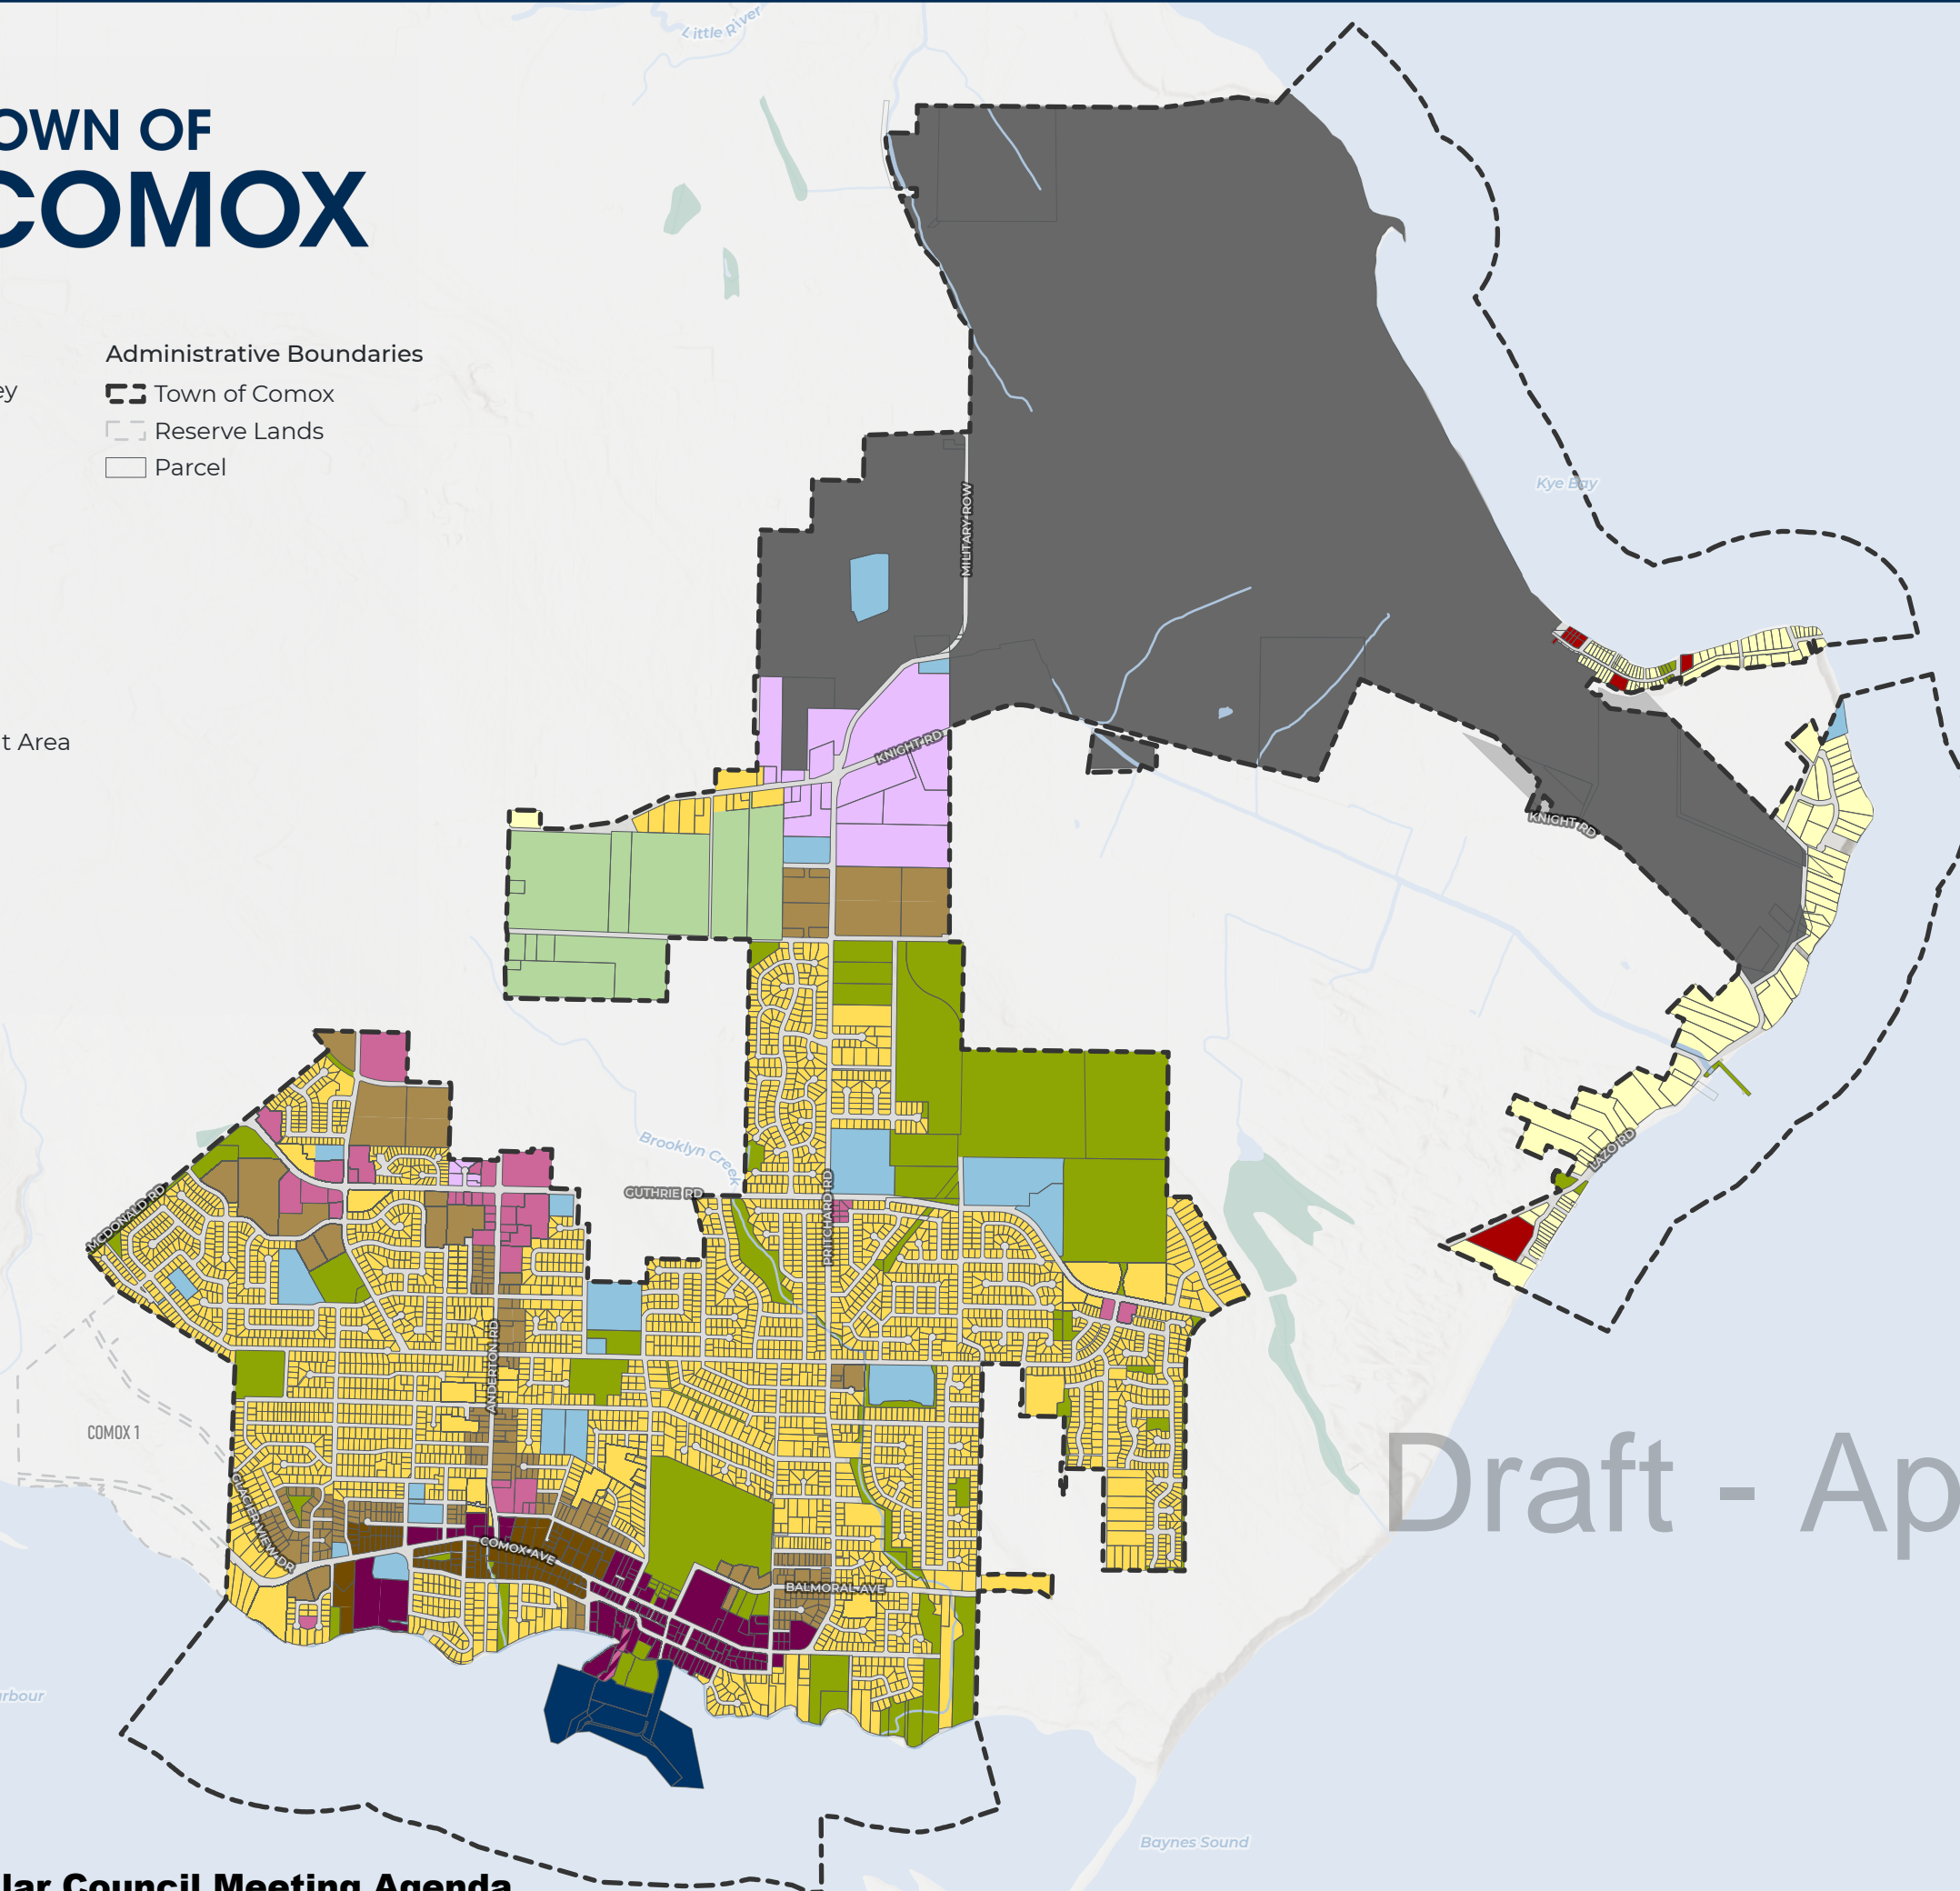 Little River
OWN OF
COMOX
Administrative Boundaries
ey
Town of Comox
Reserve Lands
Parcel
Kye Bay
MILITARY ROW
t Area
KNIGHT RD
KNIGHT RD
Brooklyn Creek
GUTHRIE RD
PRITCHARD RD
MCDONALD RD
LAZO RD
ANDERTON RD
COMOX 1
Draft - Ap
GLACIER VIEW DR
COMOX AVE
BALMORAL AVE
arbour
Baynes Sound
lar Council Meeting Agenda